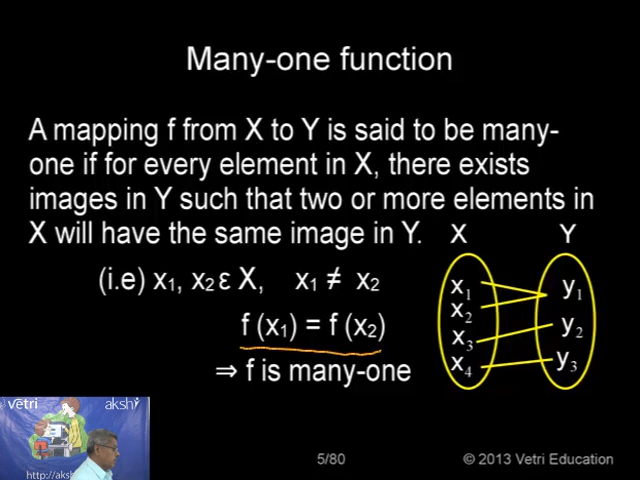 Many-one function
A mapping f from X to Y is said to be many-
one if for every element in X, there exists
images in Y such that two or more elements in
X will have the same image in Y.
X Y
(i.e) x₁, x₂ ε X, x₁ ≠ x₂
f (x₁) = f (x₂)
⇒ f is many-one
x₁ y₁
x₂
x₃ y₂
x₄ y₃
vetri akshi
http://aks
5/80
© 2013 Vetri Education